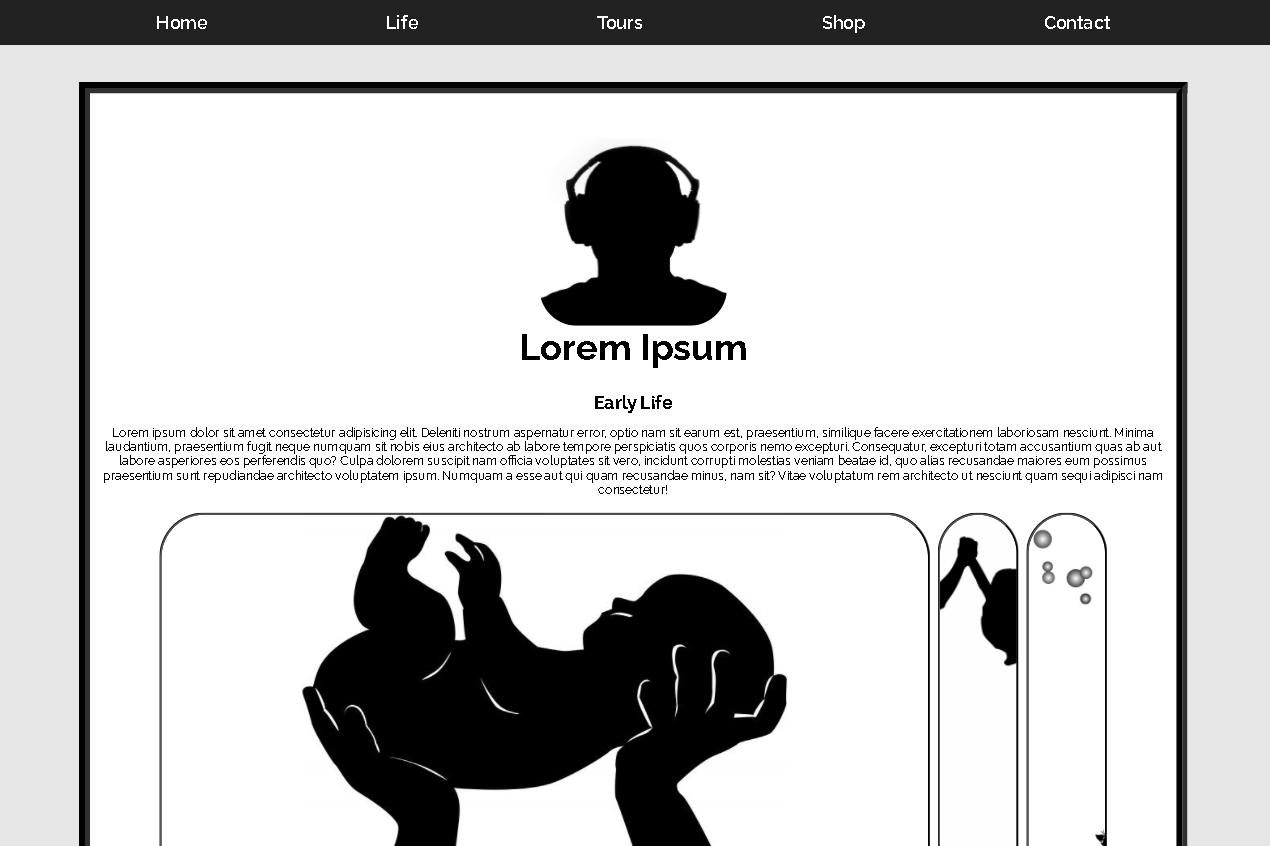 Home Life Tours Shop Contact
Lorem Ipsum
Early Life
Lorem ipsum dolor sit amet consectetur adipisicing elit. Deleniti nostrum aspernatur error, optio nam sit earum est, praesentium, similique facere exercitationem laboriosam nesciunt. Minima
laudantium, praesentium fugit neque numquam sit nobis eius architecto ab labore tempore perspiciatis quos corporis nemo excepturi. Consequatur, excepturi totam accusantium quas ab aut
labore asperiores eos perferendis quo? Culpa dolorem suscipit nam officia voluptates sit vero, incidunt corrupti molestias veniam beatae id, quo alias recusandae maiores eum possimus
praesentium sunt repudiandae architecto voluptatem ipsum. Numquam a esse aut qui quam recusandae minus, nam sit? Vitae voluptatum rem architecto ut nesciunt quam sequi adipisci nam
consectetur!